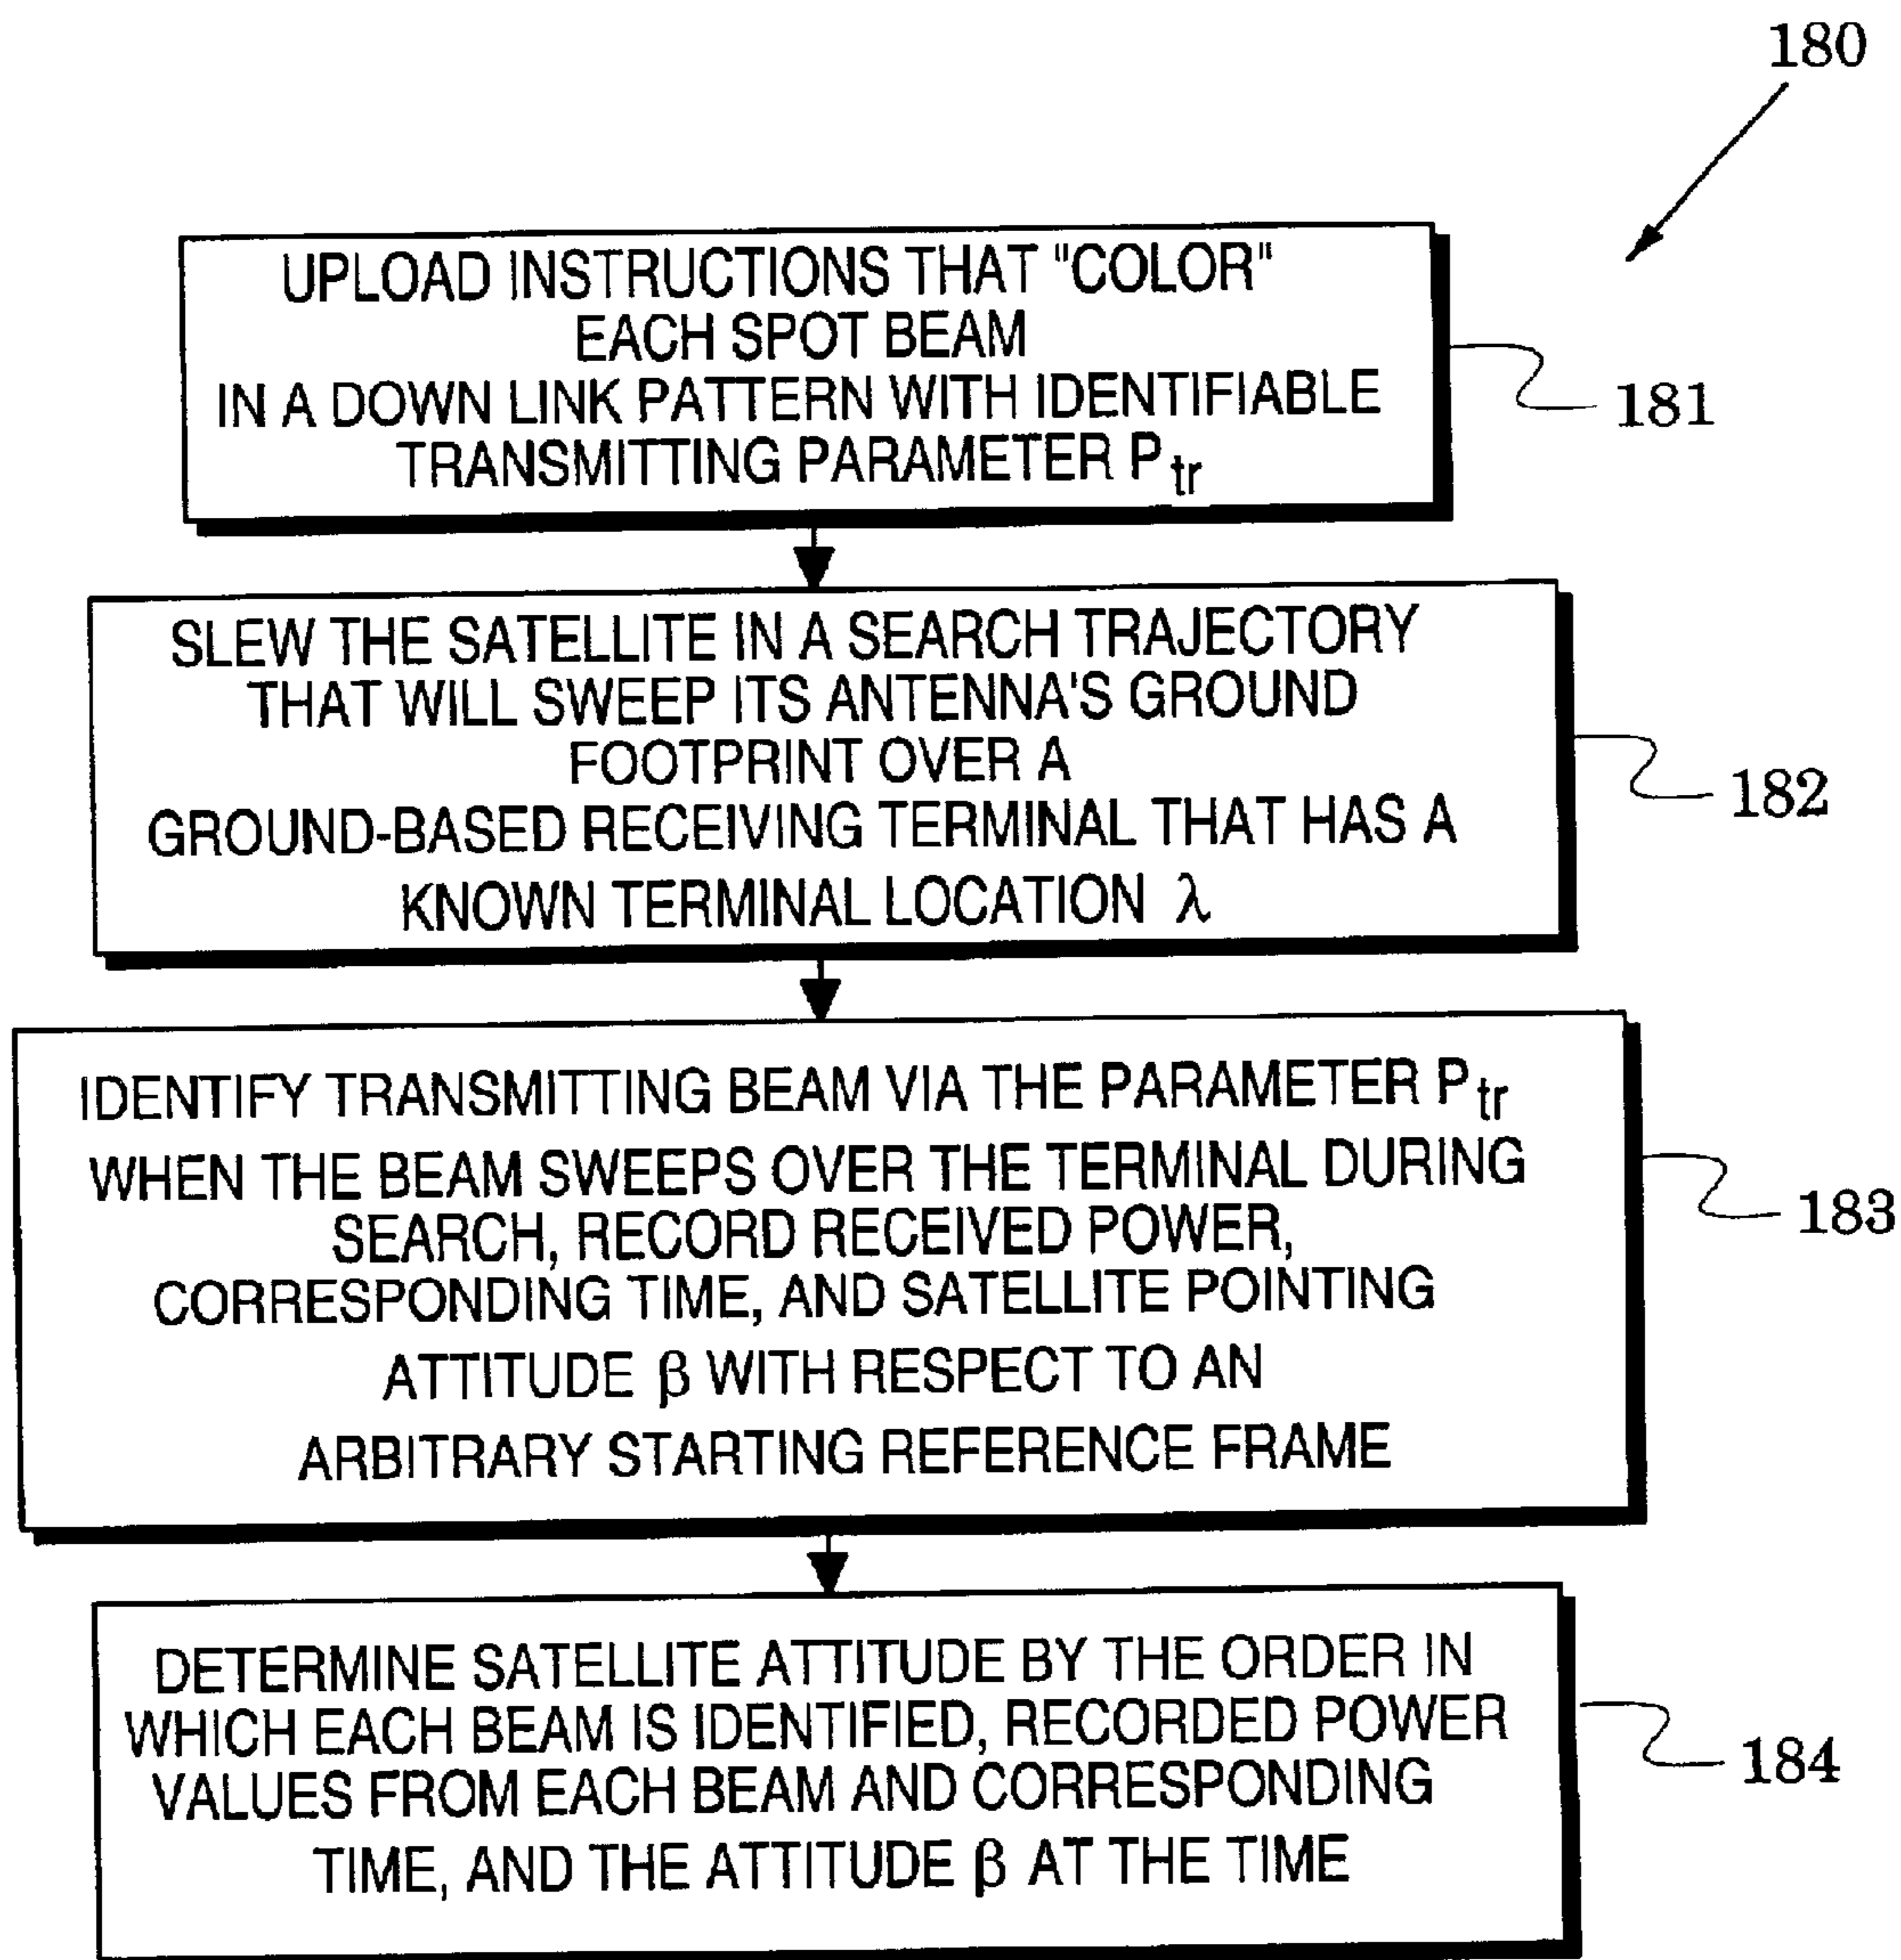 180
UPLOAD INSTRUCTIONS THAT "COLOR"
EACH SPOT BEAM
IN A DOWN LINK PATTERN WITH IDENTIFIABLE
TRANSMITTING PARAMETER Ptr
181
SLEW THE SATELLITE IN A SEARCH TRAJECTORY
THAT WILL SWEEP ITS ANTENNA'S GROUND
FOOTPRINT OVER A
GROUND-BASED RECEIVING TERMINAL THAT HAS A
KNOWN TERMINAL LOCATION λ
182
IDENTIFY TRANSMITTING BEAM VIA THE PARAMETER Ptr
WHEN THE BEAM SWEEPS OVER THE TERMINAL DURING
SEARCH, RECORD RECEIVED POWER,
CORRESPONDING TIME, AND SATELLITE POINTING
ATTITUDE β WITH RESPECT TO AN
ARBITRARY STARTING REFERENCE FRAME
183
DETERMINE SATELLITE ATTITUDE BY THE ORDER IN
WHICH EACH BEAM IS IDENTIFIED, RECORDED POWER
VALUES FROM EACH BEAM AND CORRESPONDING
TIME, AND THE ATTITUDE β AT THE TIME
184